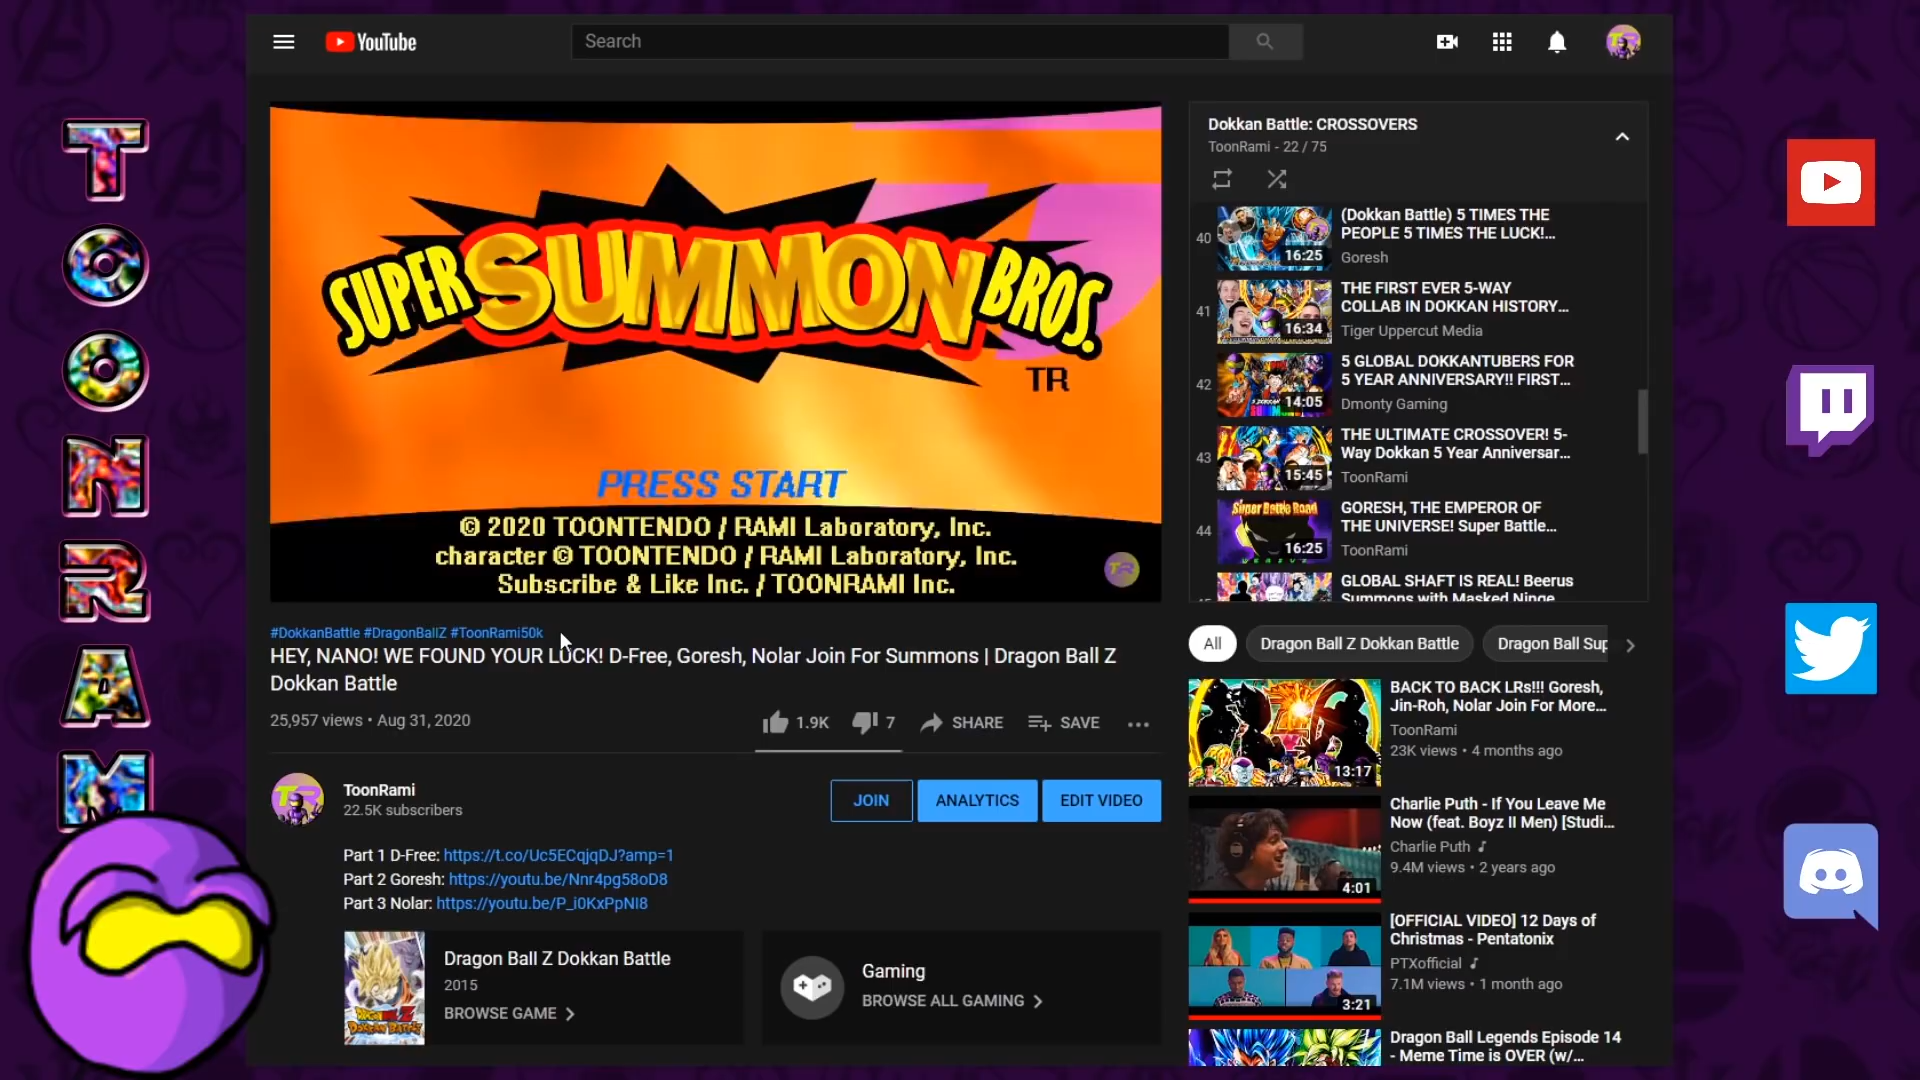 TOONRAMI
YouTube
Search
SUPER SUMMON BROS.
TR
PRESS START
© 2020 TOONTENDO / RAMI Laboratory, Inc.
character © TOONTENDO / RAMI Laboratory, Inc.
Subscribe & Like Inc. / TOONRAMI Inc.
#DokkanBattle #DragonBallZ #ToonRami50k
HEY, NANO! WE FOUND YOUR LUCK! D-Free, Goresh, Nolar Join For Summons | Dragon Ball Z
Dokkan Battle
25,957 views • Aug 31, 2020
1.9K
7
SHARE
SAVE
ToonRami
22.5K subscribers
JOIN
ANALYTICS
EDIT VIDEO
Part 1 D-Free: https://t.co/Uc5ECqjqDJ?amp=1
Part 2 Goresh: https://youtu.be/Nnr4pg58oD8
Part 3 Nolar: https://youtu.be/P_i0KxPpNI8
Dragon Ball Z Dokkan Battle
2015
BROWSE GAME
Gaming
BROWSE ALL GAMING
Dokkan Battle: CROSSOVERS
ToonRami - 22 / 75
40
16:25
(Dokkan Battle) 5 TIMES THE
PEOPLE 5 TIMES THE LUCK!...
Goresh
41
16:34
THE FIRST EVER 5-WAY
COLLAB IN DOKKAN HISTORY...
Tiger Uppercut Media
42
14:05
5 GLOBAL DOKKANTUBERS FOR
5 YEAR ANNIVERSARY!! FIRST...
Dmonty Gaming
43
15:45
THE ULTIMATE CROSSOVER! 5-
Way Dokkan 5 Year Anniversar...
ToonRami
44
Super Battle Road
16:25
GORESH, THE EMPEROR OF
THE UNIVERSE! Super Battle...
ToonRami
GLOBAL SHAFT IS REAL! Beerus
Summons with Masked Ninge
All
Dragon Ball Z Dokkan Battle
Dragon Ball Sup
13:17
BACK TO BACK LRs!!! Goresh,
Jin-Roh, Nolar Join For More...
ToonRami
23K views • 4 months ago
4:01
Charlie Puth - If You Leave Me
Now (feat. Boyz II Men) [Studi...
Charlie Puth
9.4M views • 2 years ago
3:21
[OFFICIAL VIDEO] 12 Days of
Christmas - Pentatonix
PTXofficial
7.1M views • 1 month ago
Dragon Ball Legends Episode 14
- Meme Time is OVER (w/...